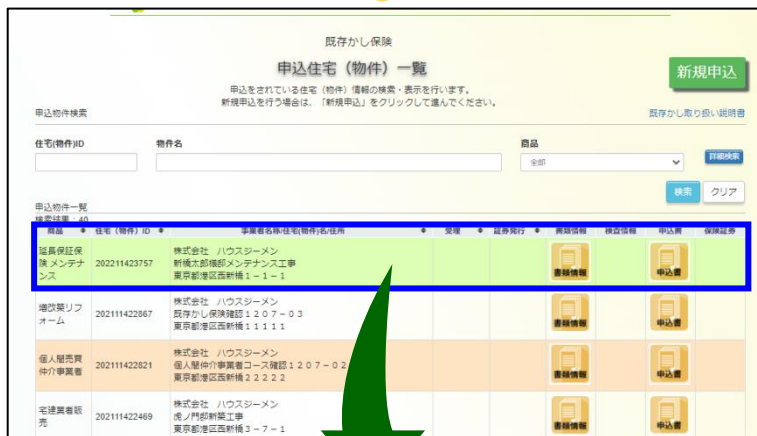 既存かし保険
申込住宅（物件）一覧
新規申込
申込をされている住宅（物件）情報の検索・表示を行います。
新規申込を行う場合は、「新規申込」をクリックして進んでください。
申込物件検索
既存かし取り扱い説明書
住宅(物件)ID 物件名 商品
全部
詳細検索
検索 クリア
申込物件一覧
検索結果：40
商品 住宅（物件）ID 事業者名称/住宅(物件)名/住所 受理 証券発行 書類情報 検査情報 申込書 保険証券
延長保証保険 メンテナンス 202211423757
株式会社　ハウスジーメン
新橋太郎様邸メンテナンス工事
東京都港区西新橋１－１－１
書類情報 申込書
増改築リフォーム 202111422867
株式会社　ハウスジーメン
既存かし保険確認１２０７－０３
東京都港区西新橋１１１１１
書類情報 申込書
個人間売買 仲介事業者 202111422821
株式会社　ハウスジーメン
個人間仲介事業者コース確認１２０７－０２
東京都港区西新橋２２２２２
書類情報 申込書
宅建業者販売 202111422469
株式会社　ハウスジーメン
虎ノ門邸新築工事
東京都港区西新橋３－７－１
書類情報 申込書